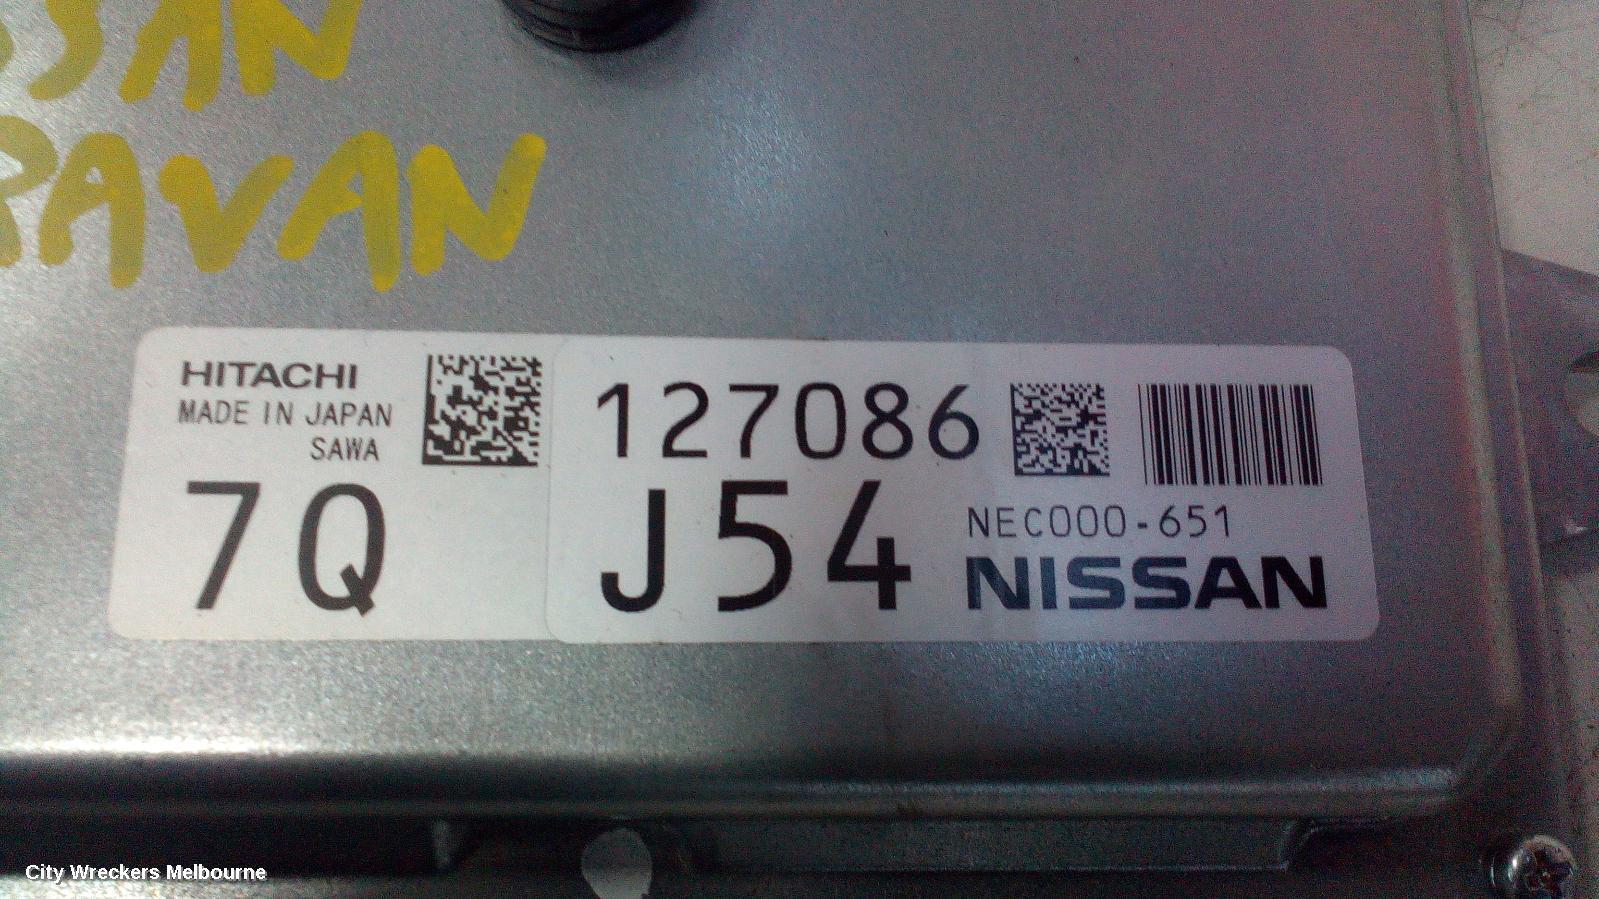 SSAN
RAVAN
HITACHI
MADE IN JAPAN
SAWA
7Q
127086
J54
NEC000-651
NISSAN
City Wreckers Melbourne